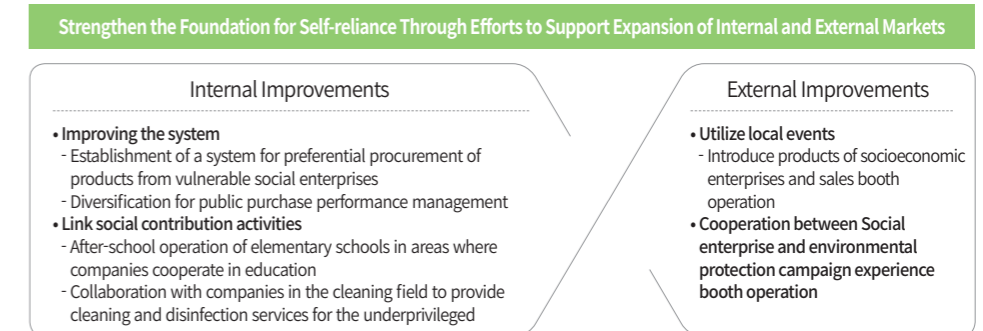 Strengthen the Foundation for Self-reliance Through Efforts to Support Expansion of Internal and External Markets
Internal Improvements
• Improving the system
- Establishment of a system for preferential procurement of
products from vulnerable social enterprises
- Diversification for public purchase performance management
• Link social contribution activities
- After-school operation of elementary schools in areas where
companies cooperate in education
- Collaboration with companies in the cleaning field to provide
cleaning and disinfection services for the underprivileged
External Improvements
• Utilize local events
- Introduce products of socioeconomic
enterprises and sales booth
operation
• Cooperation between Social
enterprise and environmental
protection campaign experience
booth operation